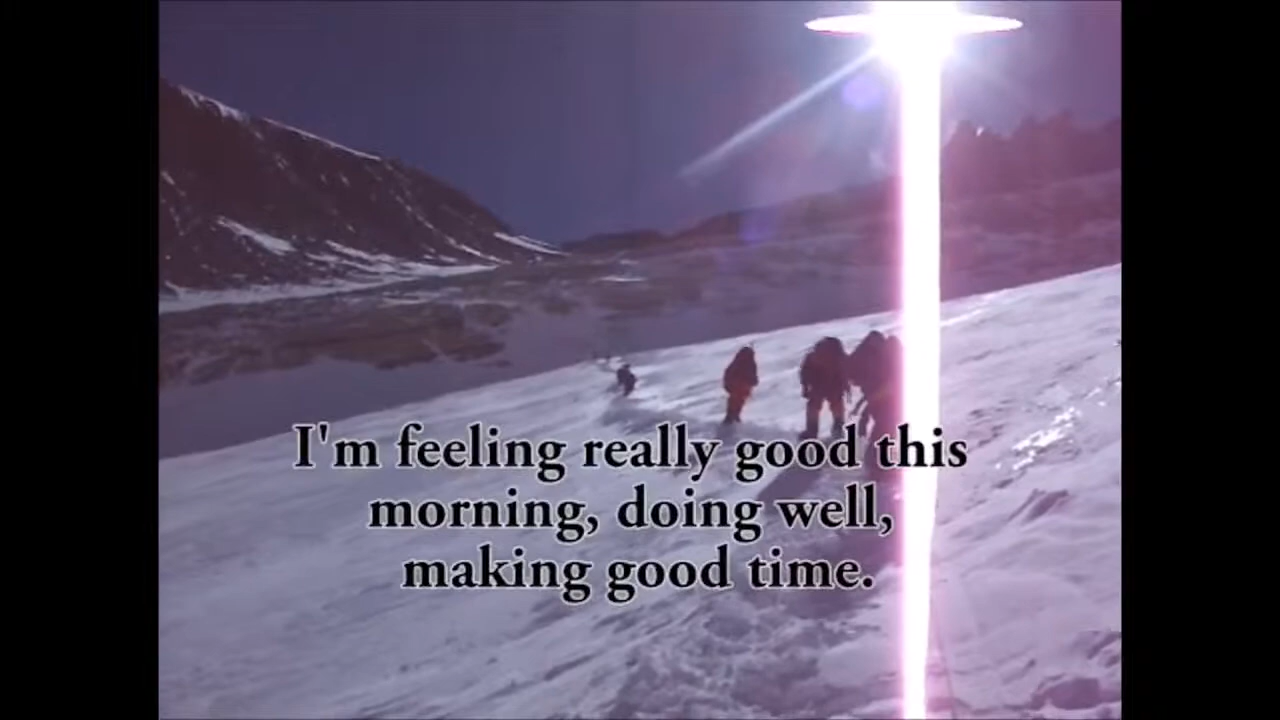 I'm feeling really good this
morning, doing well,
making good time.